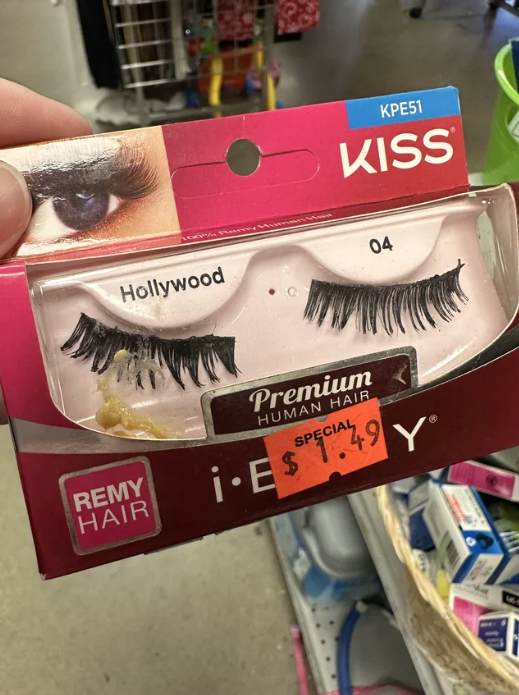 KPE51
KISS®
100% Remy Human Hair
Hollywood
04
Premium
HUMAN HAIR
SPECIAL
$ 1.49
i·E Y®
REMY
HAIR